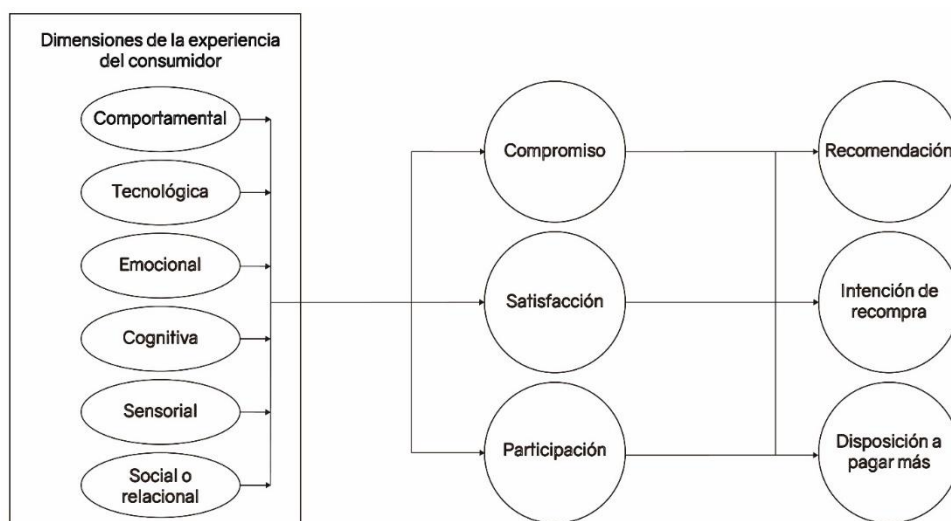 Dimensiones de la experiencia
del consumidor
Comportamental
Tecnológica
Emocional
Cognitiva
Sensorial
Social o
relacional
Compromiso
Satisfacción
Participación
Recomendación
Intención de
recompra
Disposición a
pagar más